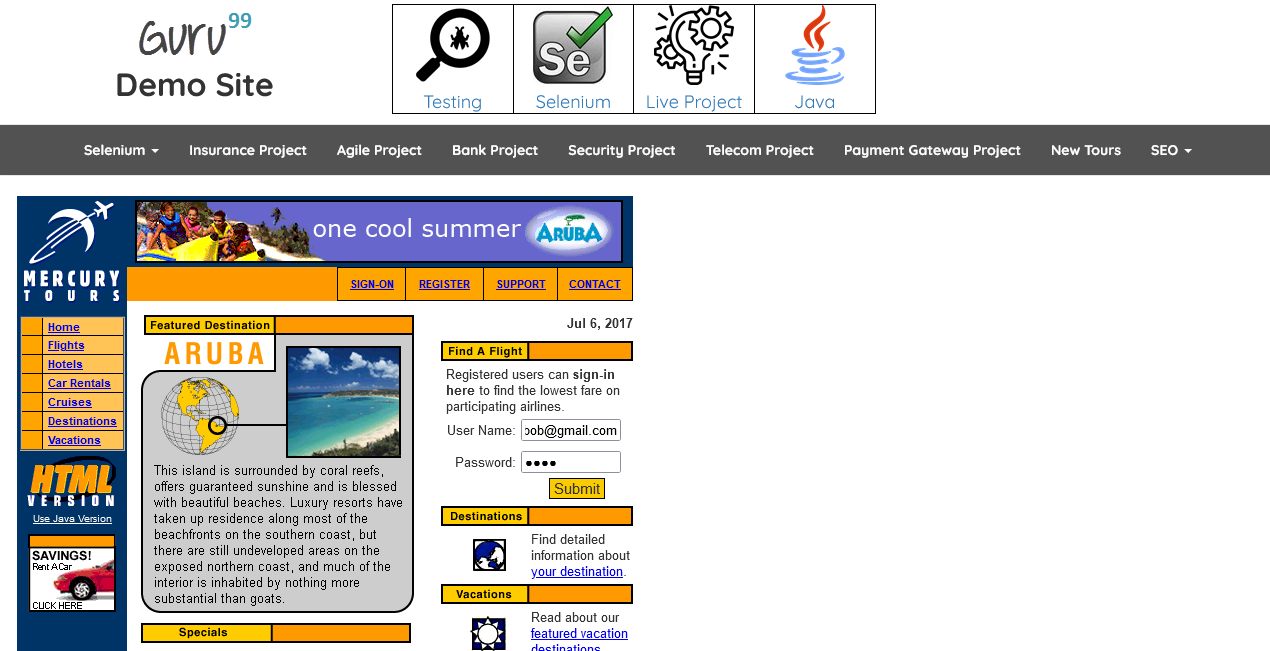 Guru99
Demo Site
Testing
Selenium
Live Project
Java
Selenium
Insurance Project
Agile Project
Bank Project
Security Project
Telecom Project
Payment Gateway Project
New Tours
SEO
MERCURY
TOURS
one cool summer
ARUBA
SIGN-ON
REGISTER
SUPPORT
CONTACT
Home
Flights
Hotels
Car Rentals
Cruises
Destinations
Vacations
HTML
VERSION
Use Java Version
SAVINGS!
Rent A Car
CLICK HERE
Featured Destination
ARUBA
This island is surrounded by coral reefs,
offers guaranteed sunshine and is blessed
with beautiful beaches. Luxury resorts have
taken up residence along most of the
beachfronts on the southern coast, but
there are still undeveloped areas on the
exposed northern coast, and much of the
interior is inhabited by nothing more
substantial than goats.
Specials
Jul 6, 2017
Find A Flight
Registered users can sign-in
here to find the lowest fare on
participating airlines.
User Name: bob@gmail.com
Password: ●●●●
Submit
Destinations
Find detailed
information about
your destination.
Vacations
Read about our
featured vacation
destinations